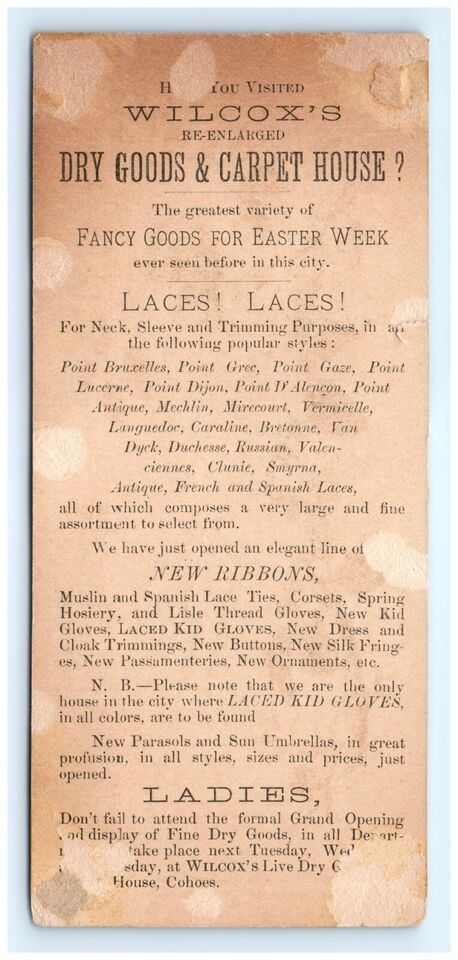 You Visited
WILCOX'S
RE-ENLARGED
DRY GOODS & CARPET HOUSE ?
The greatest variety of
FANCY GOODS FOR EASTER WEEK
ever seen before in this city.
LACES! LACES!
For Neck, Sleeve and Trimming Purposes, in
the following popular styles :
Point Bruxelles, Point Grec, Point Gaze, Point
Lucerne, Point Dijon, Point D'Alençon, Point
Antique, Mechlin, Mirecourt, Vermicelle,
Languedoc, Caraline, Bretonne, Van
Dyck, Duchesse, Russian, Valen-
ciennes, Clunie, Smyrna,
Antique, French and Spanish Laces,
all of which composes a very large and fine
assortment to select from.
We have just opened an elegant line of
NEW RIBBONS,
Muslin and Spanish Lace Ties, Corsets, Spring
Hosiery, and Lisle Thread Gloves, New Kid
Gloves, LACED KID GLOVES, New Dress and
Cloak Trimmings, New Buttons, New Silk Fring-
es, New Passamenteries, New Ornaments, etc.
N. B.—Please note that we are the only
house in the city where LACED KID GLOVES,
in all colors, are to be found
New Parasols and Sun Umbrellas, in great
profusion, in all styles, sizes and prices, just
opened.
LADIES,
Don't fail to attend the formal Grand Opening
and display of Fine Dry Goods, in all Depart-
take place next Tuesday,
at WILCOX'S Live Dry
House, Cohoes.